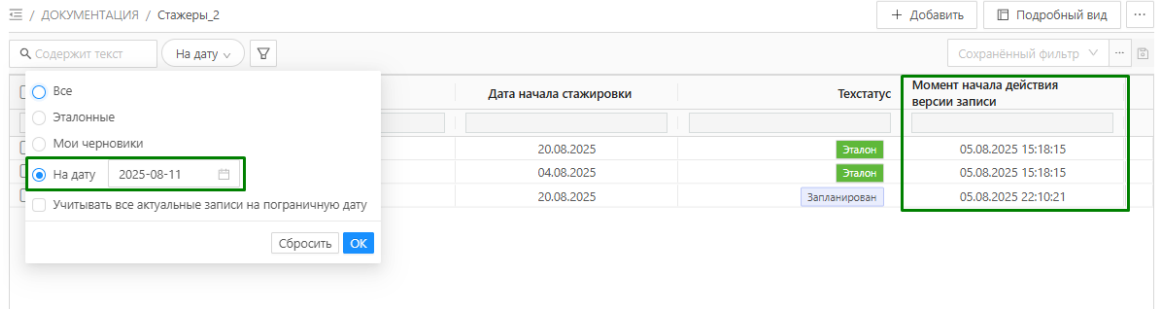 / ДОКУМЕНТАЦИЯ / Стажеры_2
+ Добавить
Подробный вид
Содержит текст
На дату
Сохранённый фильтр
Все
Эталонные
Мои черновики
На дату 2025-08-11
Учитывать все актуальные записи на пограничную дату
Сбросить OK
Дата начала стажировки Техстатус Момент начала действия
версии записи
20.08.2025 Эталон 05.08.2025 15:18:15
04.08.2025 Эталон 05.08.2025 15:18:15
20.08.2025 Запланирован 05.08.2025 22:10:21